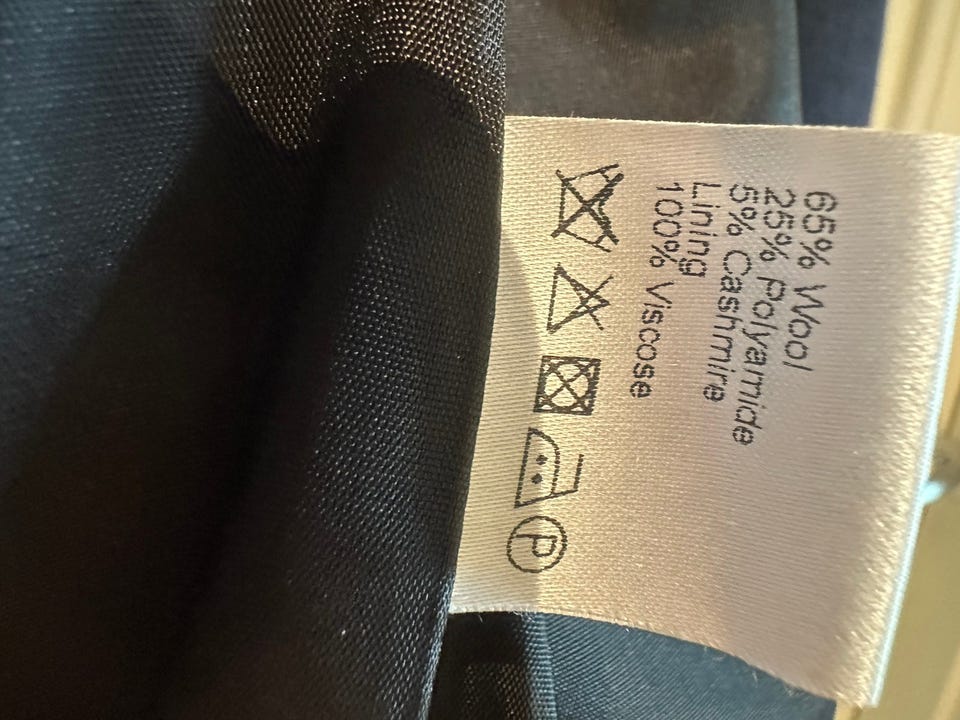 65% Wool
25% Polyamide
5% Cashmire
Lining
100% Viscose
P